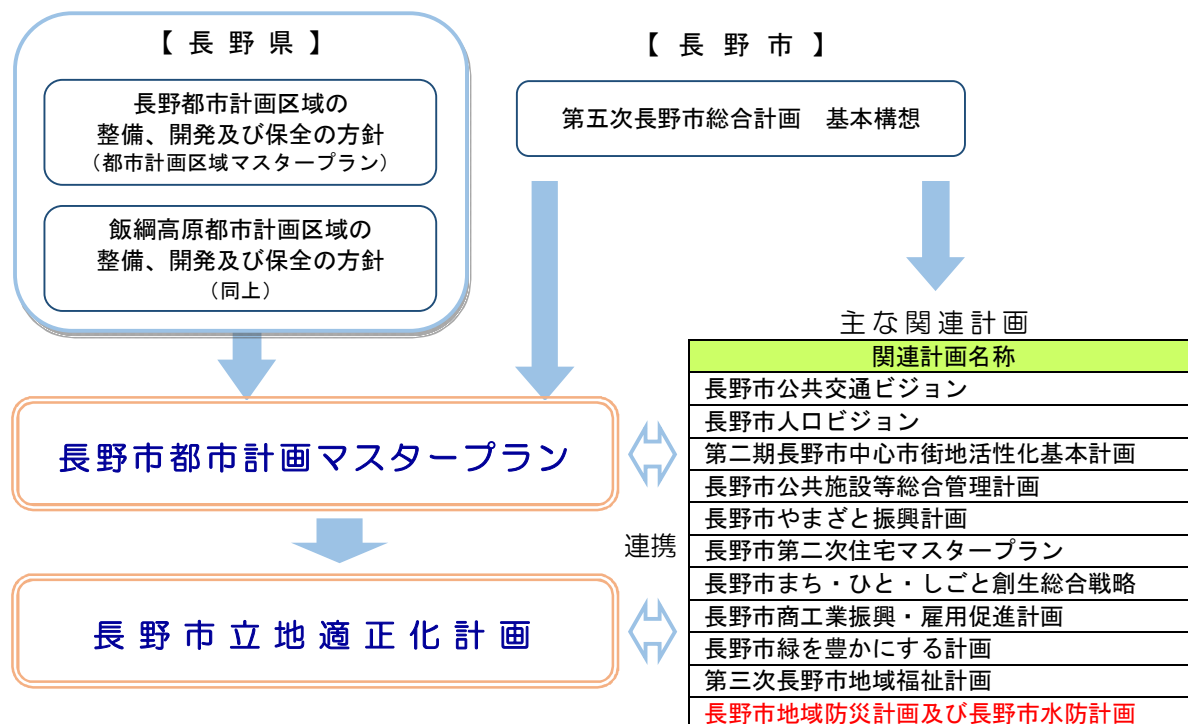 【 長 野 県 】
長野都市計画区域の
整備、開発及び保全の方針
（都市計画区域マスタープラン）
飯綱高原都市計画区域の
整備、開発及び保全の方針
（同上）
【 長 野 市 】
第五次長野市総合計画　基本構想
主な関連計画
関連計画名称
長野市公共交通ビジョン
長野市人口ビジョン
第二期長野市中心市街地活性化基本計画
長野市公共施設等総合管理計画
長野市やまざと振興計画
長野市第二次住宅マスタープラン
長野市まち・ひと・しごと創生総合戦略
長野市商工業振興・雇用促進計画
長野市緑を豊かにする計画
第三次長野市地域福祉計画
長野市地域防災計画及び長野市水防計画
長野市都市計画マスタープラン
連携
長野市立地適正化計画